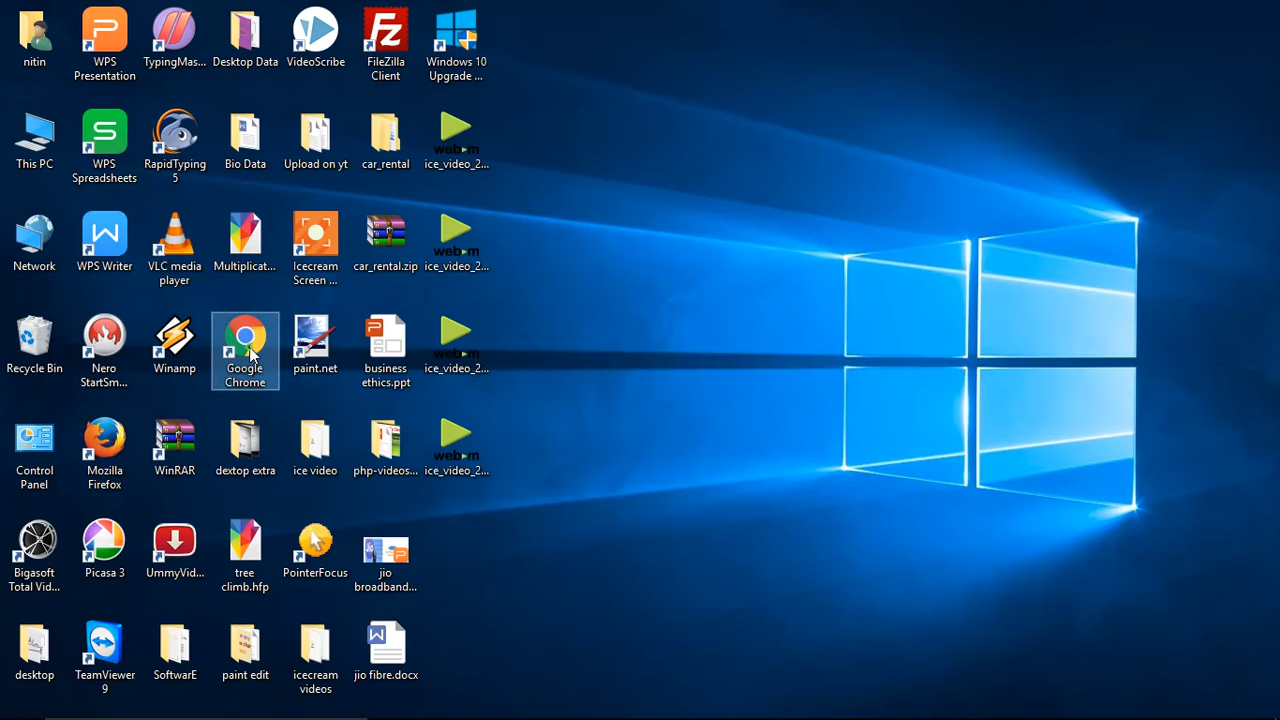 nitin
WPS
Presentation
TypingMas...
Desktop Data
VideoScribe
FileZilla
Client
Windows 10
Upgrade ...
This PC
WPS
Spreadsheets
RapidTyping
5
Bio Data
Upload on yt
car_rental
webm
ice_video_2...
Network
WPS Writer
VLC media
player
Multiplicat...
Icecream
Screen ...
car_rental.zip
webm
ice_video_2...
Recycle Bin
Nero
StartSm...
Winamp
Google
Chrome
paint.net
business
ethics.ppt
webm
ice_video_2...
Control
Panel
Mozilla
Firefox
WinRAR
dextop extra
ice video
php-videos...
webm
ice_video_2...
Bigasoft
Total Vid...
Picasa 3
UmmyVid...
tree
climb.hfp
PointerFocus
jio
broadband...
desktop
TeamViewer
9
SoftwarE
paint edit
icecream
videos
jio fibre.docx